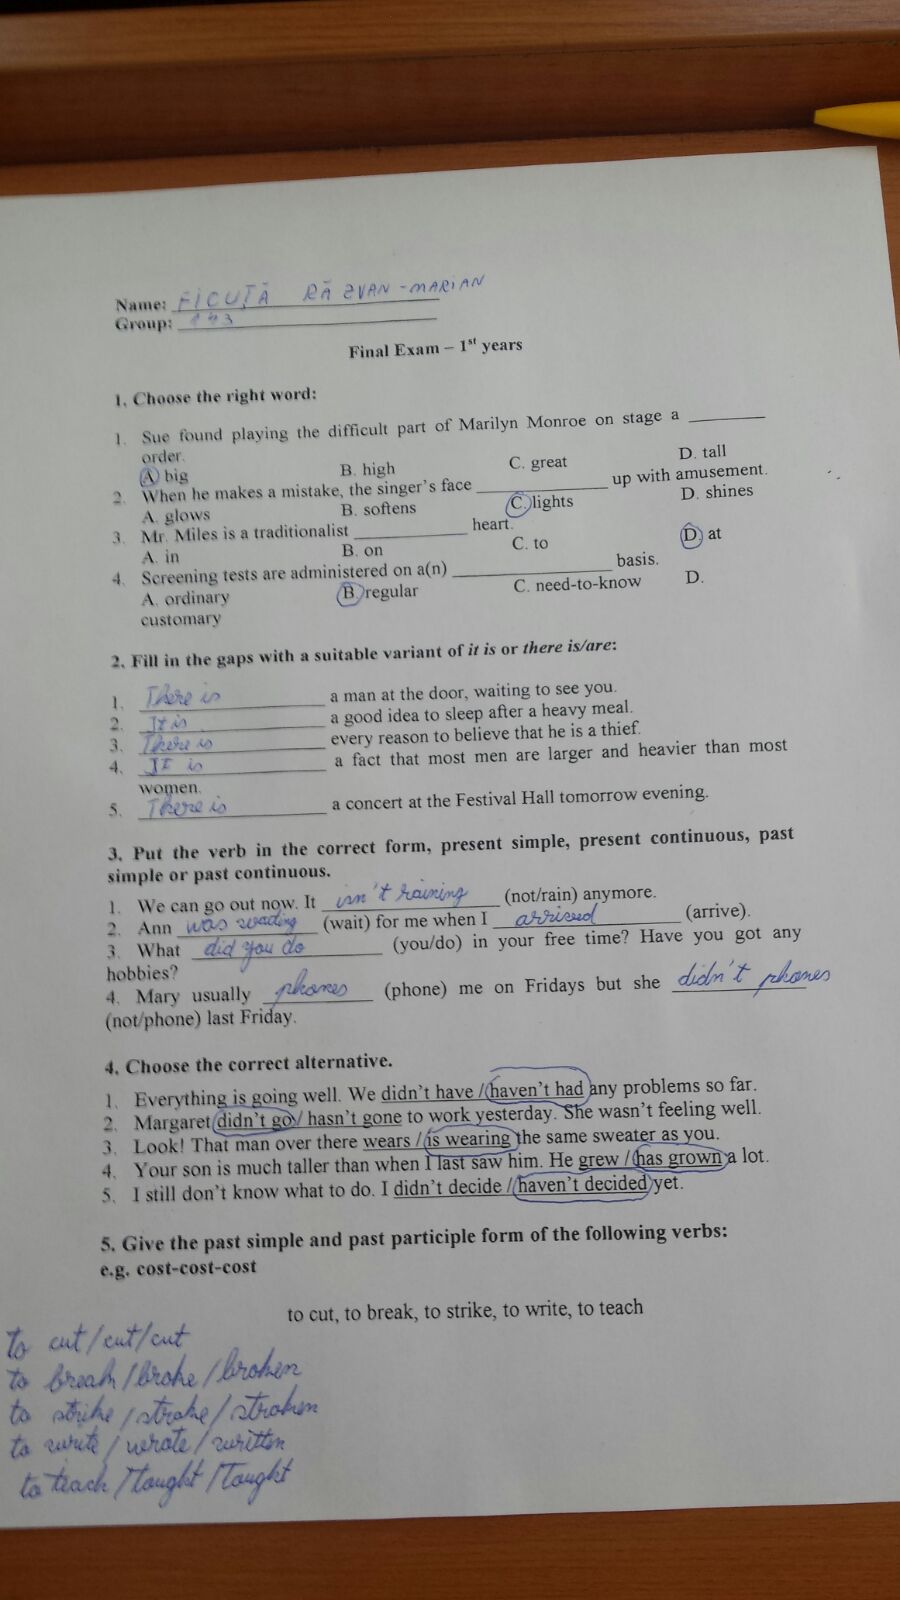 Name: FICUȚĂ RĂZVAN-MARIAN
Group: 143
Final Exam – 1st years
1. Choose the right word:
1. Sue found playing the difficult part of Marilyn Monroe on stage a ________
order.
A. big B. high C. great D. tall
2. When he makes a mistake, the singer's face ____________ up with amusement.
A. glows B. softens C. lights D. shines
3. Mr. Miles is a traditionalist __________ heart.
A. in B. on C. to D. at
4. Screening tests are administered on a(n) ______________ basis.
A. ordinary B. regular C. need-to-know D.
customary
2. Fill in the gaps with a suitable variant of it is or there is/are:
1. There is a man at the door, waiting to see you.
2. It is a good idea to sleep after a heavy meal.
3. There is every reason to believe that he is a thief.
4. It is a fact that most men are larger and heavier than most
women.
5. There is a concert at the Festival Hall tomorrow evening.
3. Put the verb in the correct form, present simple, present continuous, past
simple or past continuous.
1. We can go out now. It isn't raining (not/rain) anymore.
2. Ann was wading (wait) for me when I arrived (arrive).
3. What did you do (you/do) in your free time? Have you got any
hobbies?
4. Mary usually phones (phone) me on Fridays but she didn't phones
(not/phone) last Friday.
4. Choose the correct alternative.
1. Everything is going well. We didn't have / haven't had any problems so far.
2. Margaret didn't go / hasn't gone to work yesterday. She wasn't feeling well.
3. Look! That man over there wears / is wearing the same sweater as you.
4. Your son is much taller than when I last saw him. He grew / has grown a lot.
5. I still don't know what to do. I didn't decide / haven't decided yet.
5. Give the past simple and past participle form of the following verbs:
e.g. cost-cost-cost
to cut, to break, to strike, to write, to teach
to cut/cut/cut
to break/broke/broken
to strike/stroke/stroken
to write/wrote/written
to teach/tought/tought